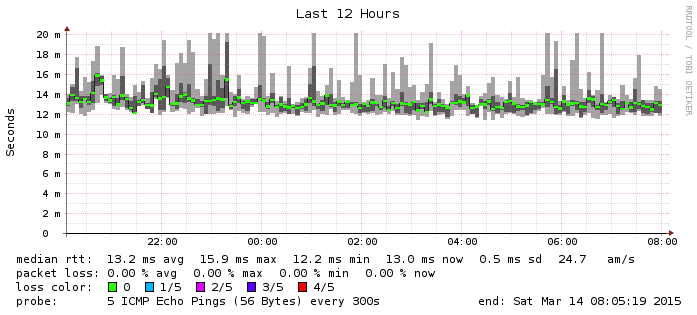 Last 12 Hours
RRDTOOL / TOBI OETIKER
Seconds
20 m
18 m
16 m
14 m
12 m
10 m
8 m
6 m
4 m
2 m
0
22:00 00:00 02:00 04:00 06:00 08:00
median rtt: 13.2 ms avg 15.9 ms max 12.2 ms min 13.0 ms now 0.5 ms sd 24.7 am/s
packet loss: 0.00 % avg 0.00 % max 0.00 % min 0.00 % now
loss color: 0 1/5 2/5 3/5 4/5
probe: 5 ICMP Echo Pings (56 Bytes) every 300s end: Sat Mar 14 08:05:19 2015